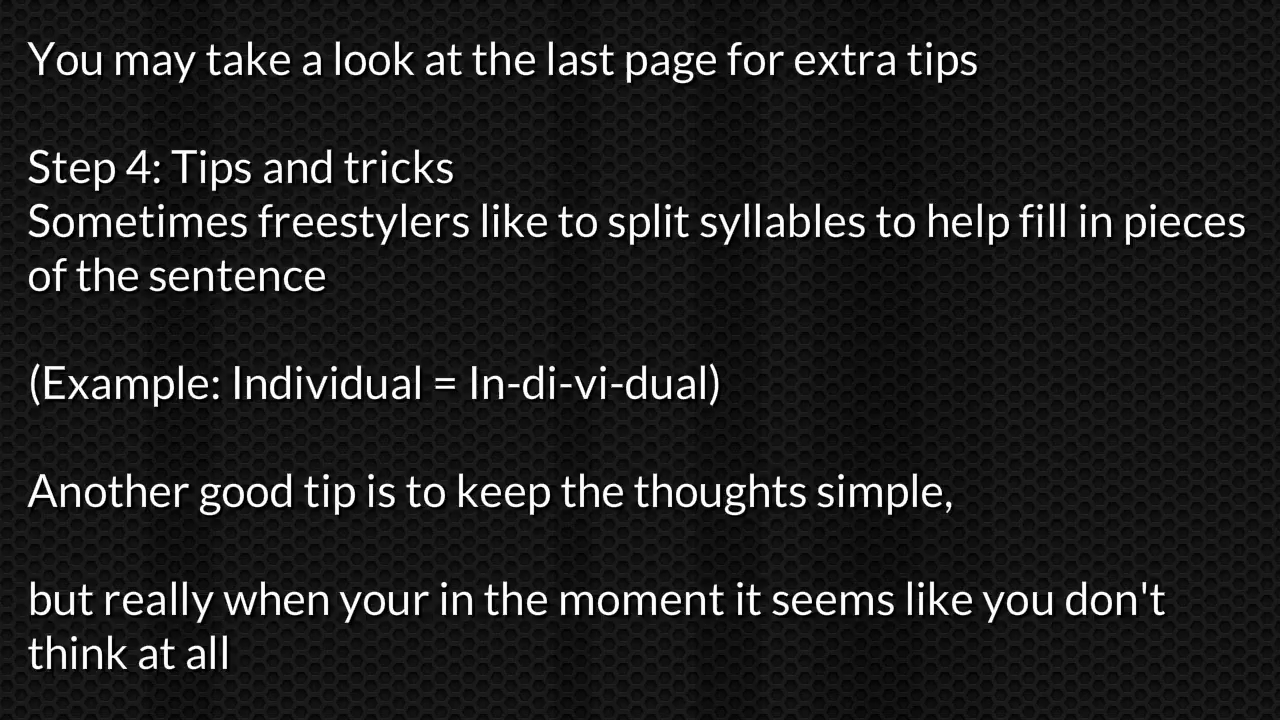 You may take a look at the last page for extra tips
Step 4: Tips and tricks
Sometimes freestylers like to split syllables to help fill in pieces
of the sentence
(Example: Individual = In-di-vi-dual)
Another good tip is to keep the thoughts simple,
but really when your in the moment it seems like you don't
think at all